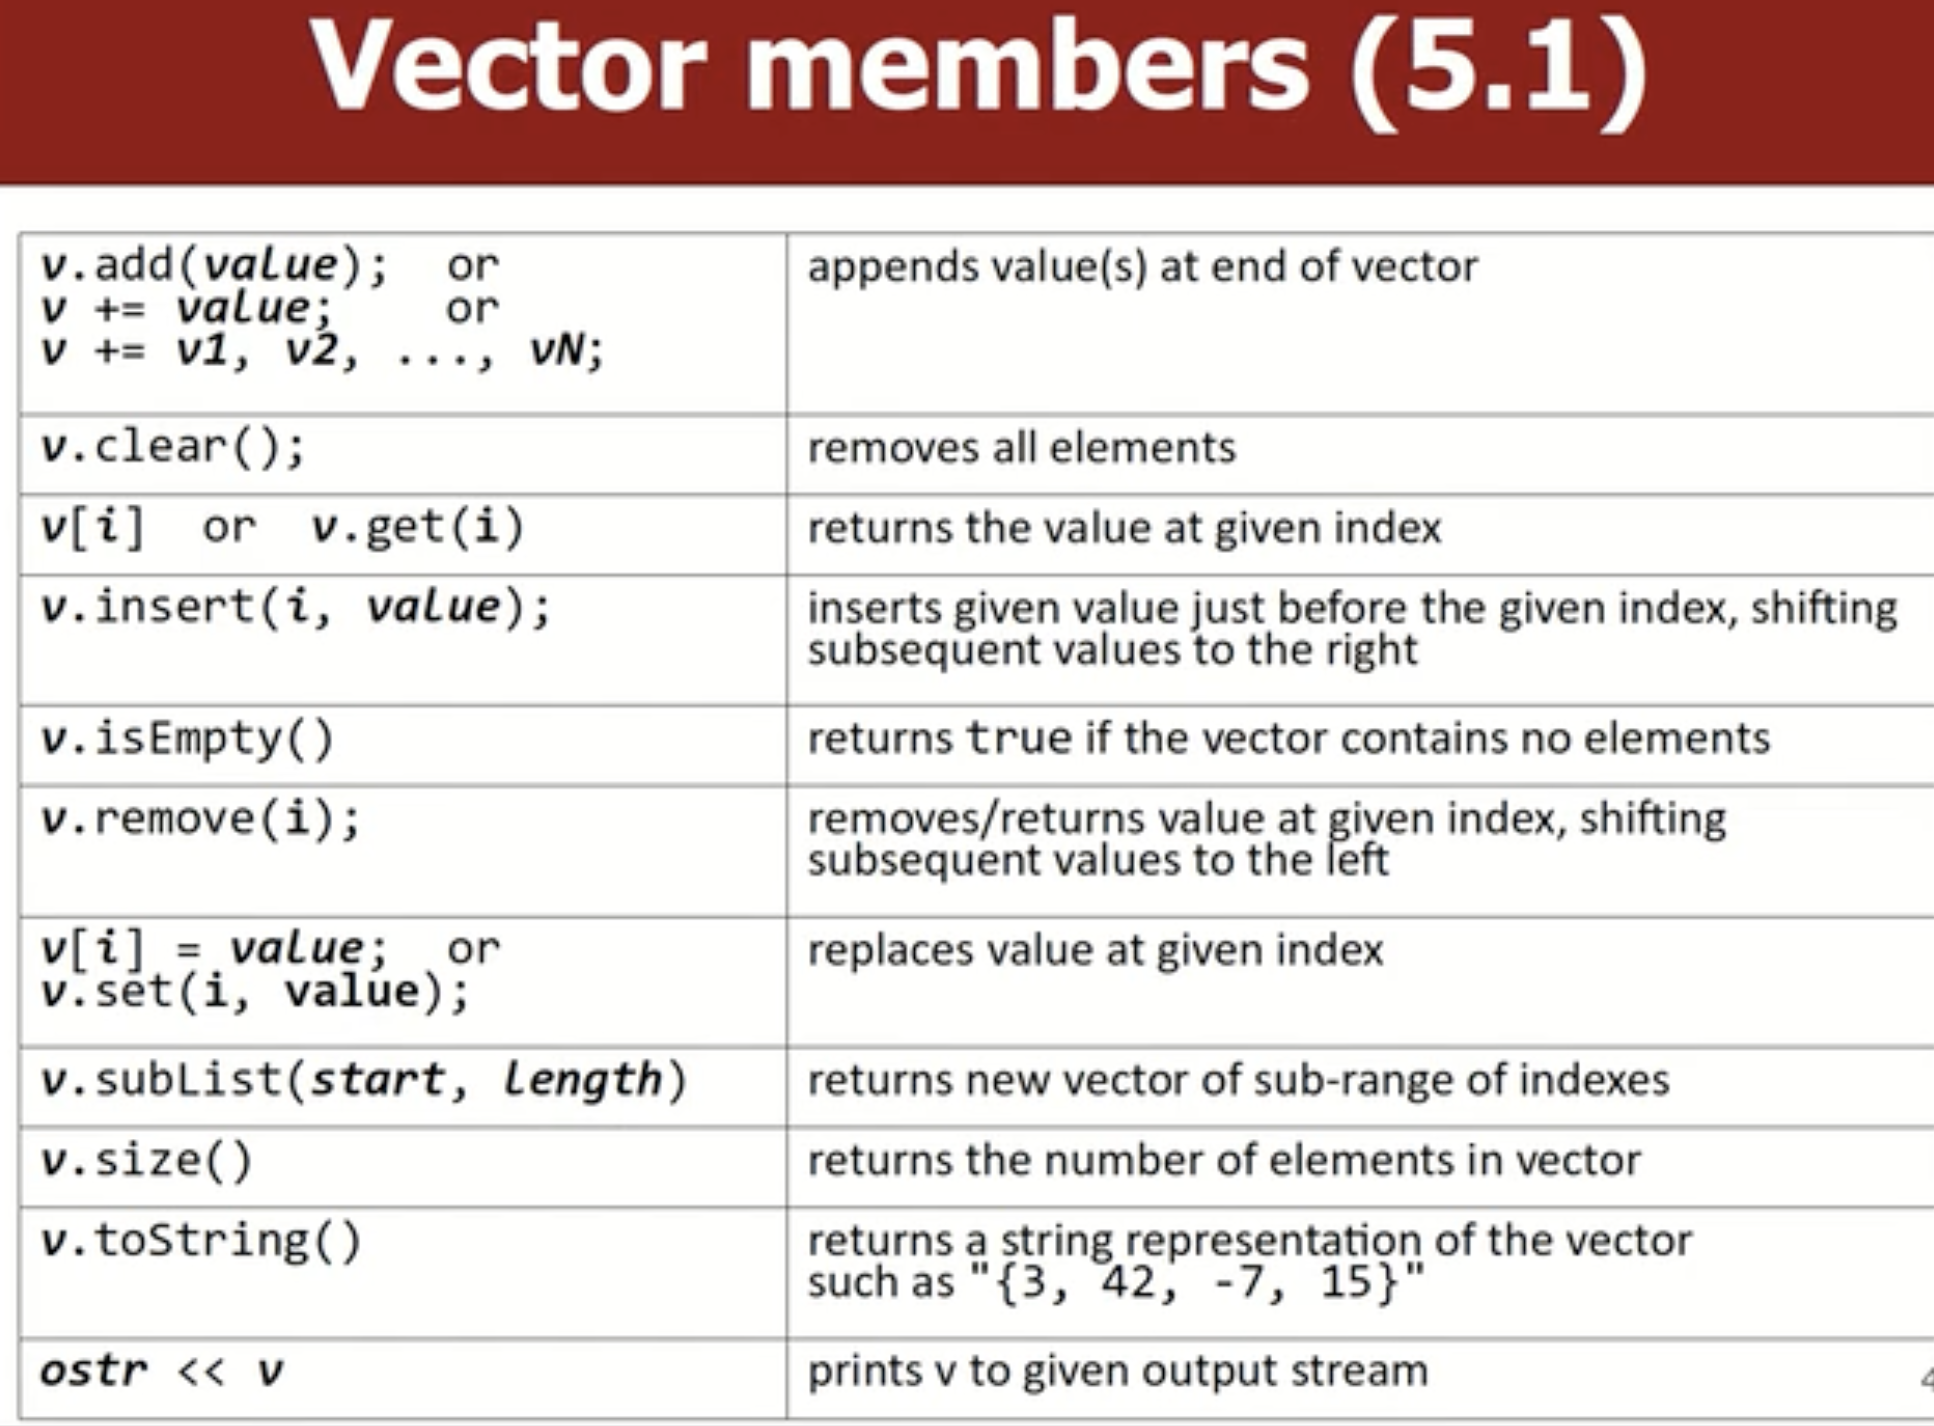 Vector members (5.1)
v.add(value);   or
v += value;     or
v += v1, v2, ..., vN;
appends value(s) at end of vector
v.clear();
removes all elements
v[i]   or   v.get(i)
returns the value at given index
v.insert(i, value);
inserts given value just before the given index, shifting
subsequent values to the right
v.isEmpty()
returns true if the vector contains no elements
v.remove(i);
removes/returns value at given index, shifting
subsequent values to the left
v[i] = value;   or
v.set(i, value);
replaces value at given index
v.subList(start, length)
returns new vector of sub-range of indexes
v.size()
returns the number of elements in vector
v.toString()
returns a string representation of the vector
such as "{3, 42, -7, 15}"
ostr << v
prints v to given output stream